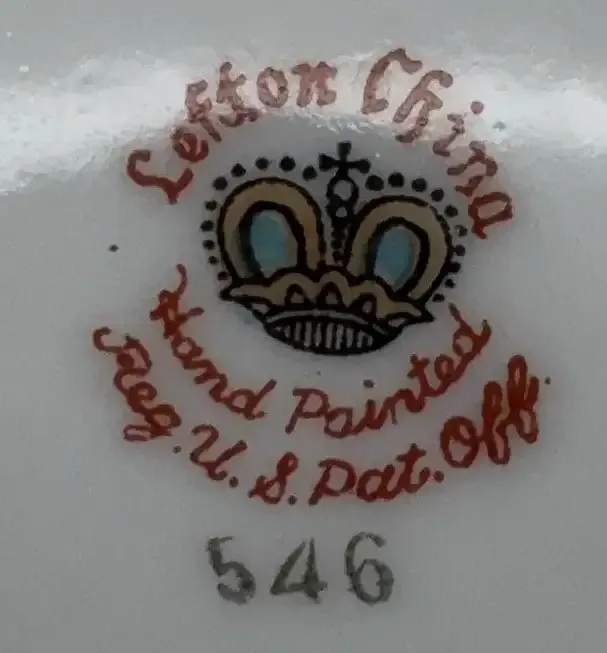 Lefton China
Hand Painted
Reg. U. S. Pat. Off.
546